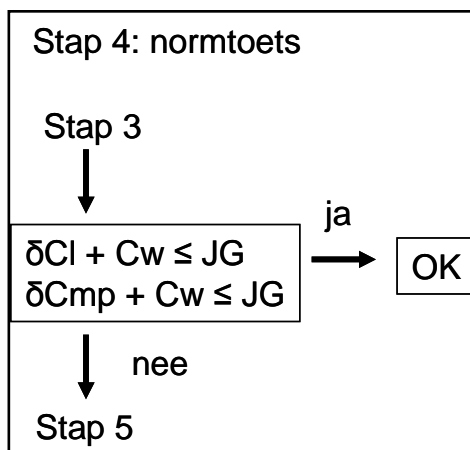 Stap 4: normtoets
Stap 3
δCl + Cw ≤ JG
δCmp + Cw ≤ JG
ja
OK
nee
Stap 5